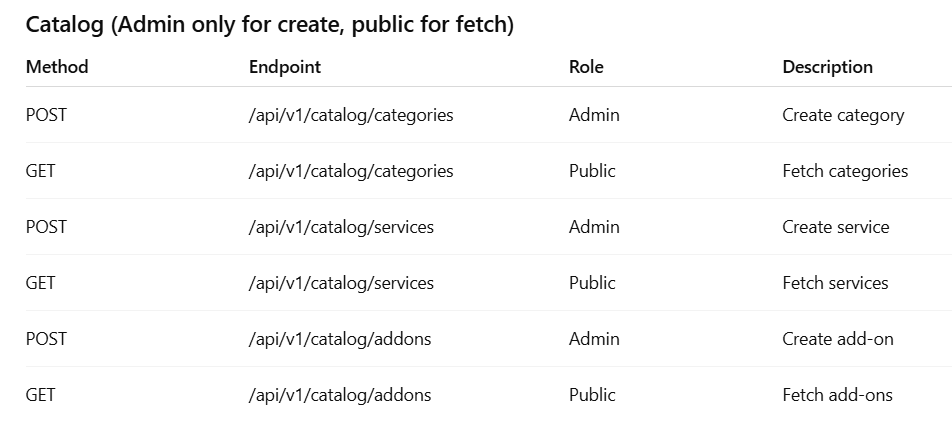 Catalog (Admin only for create, public for fetch)
Method Endpoint Role Description
POST /api/v1/catalog/categories Admin Create category
GET /api/v1/catalog/categories Public Fetch categories
POST /api/v1/catalog/services Admin Create service
GET /api/v1/catalog/services Public Fetch services
POST /api/v1/catalog/addons Admin Create add-on
GET /api/v1/catalog/addons Public Fetch add-ons